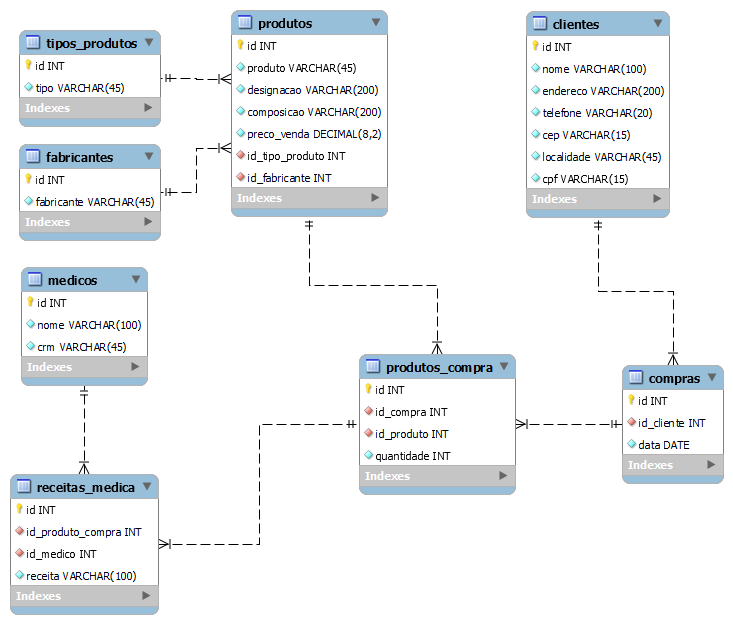 tipos_produtos
id INT
tipo VARCHAR(45)
Indexes
produtos
id INT
produto VARCHAR(45)
designacao VARCHAR(200)
composicao VARCHAR(200)
preco_venda DECIMAL(8,2)
id_tipo_produto INT
id_fabricante INT
Indexes
clientes
id INT
nome VARCHAR(100)
endereco VARCHAR(200)
telefone VARCHAR(20)
cep VARCHAR(15)
localidade VARCHAR(45)
cpf VARCHAR(15)
Indexes
fabricantes
id INT
fabricante VARCHAR(45)
Indexes
medicos
id INT
nome VARCHAR(100)
crm VARCHAR(45)
Indexes
produtos_compra
id INT
id_compra INT
id_produto INT
quantidade INT
Indexes
compras
id INT
id_cliente INT
data DATE
Indexes
receitas_medica
id INT
id_produto_compra INT
id_medico INT
receita VARCHAR(100)
Indexes